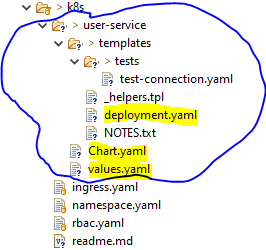 > k8s
> user-service
> templates
> tests
test-connection.yaml
_helpers.tpl
deployment.yaml
NOTES.txt
Chart.yaml
values.yaml
ingress.yaml
namespace.yaml
rbac.yaml
readme.md